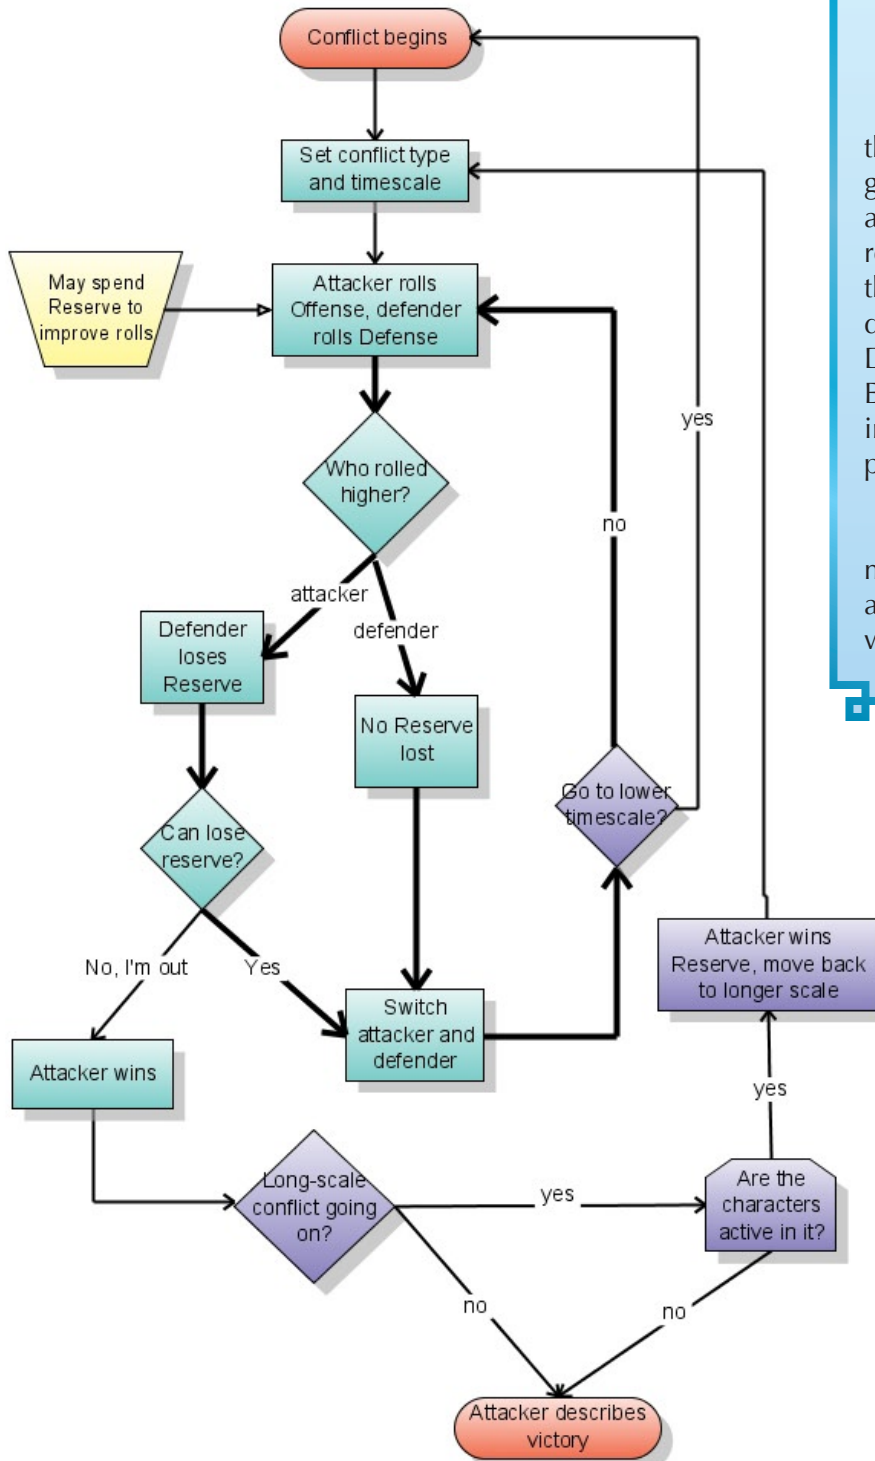 Conflict begins
Set conflict type
and timescale
May spend
Reserve to
improve rolls
Attacker rolls
Offense, defender
rolls Defense
Who rolled
higher?
attacker
defender
Defender
loses
Reserve
No Reserve
lost
Can lose
reserve?
No, I'm out
Yes
Switch
attacker and
defender
Go to lower
timescale?
no
yes
Attacker wins
Long-scale
conflict going
on?
yes
no
Are the
characters
active in it?
yes
no
Attacker wins
Reserve, move back
to longer scale
Attacker describes
victory